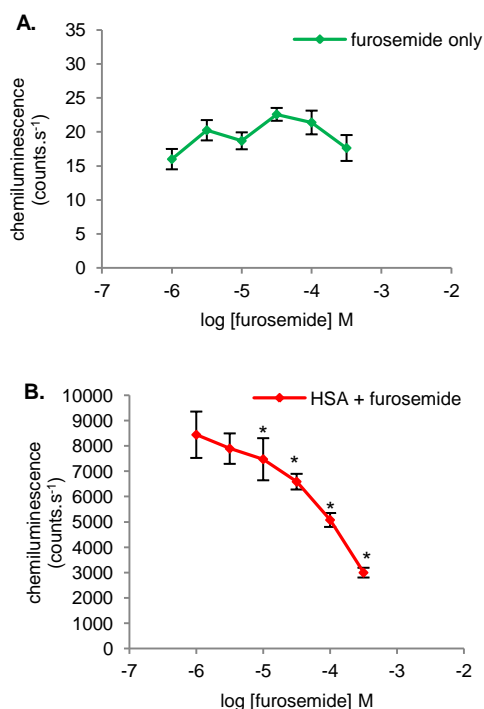 A.
furosemide only
35
30
25
20
15
10
5
0
chemiluminescence
(counts.s⁻¹)
-7 -6 -5 -4 -3 -2
log [furosemide] M
B.
HSA + furosemide
10000
9000
8000
7000
6000
5000
4000
3000
2000
1000
0
chemiluminescence
(counts.s⁻¹)
* * * *
-7 -6 -5 -4 -3 -2
log [furosemide] M